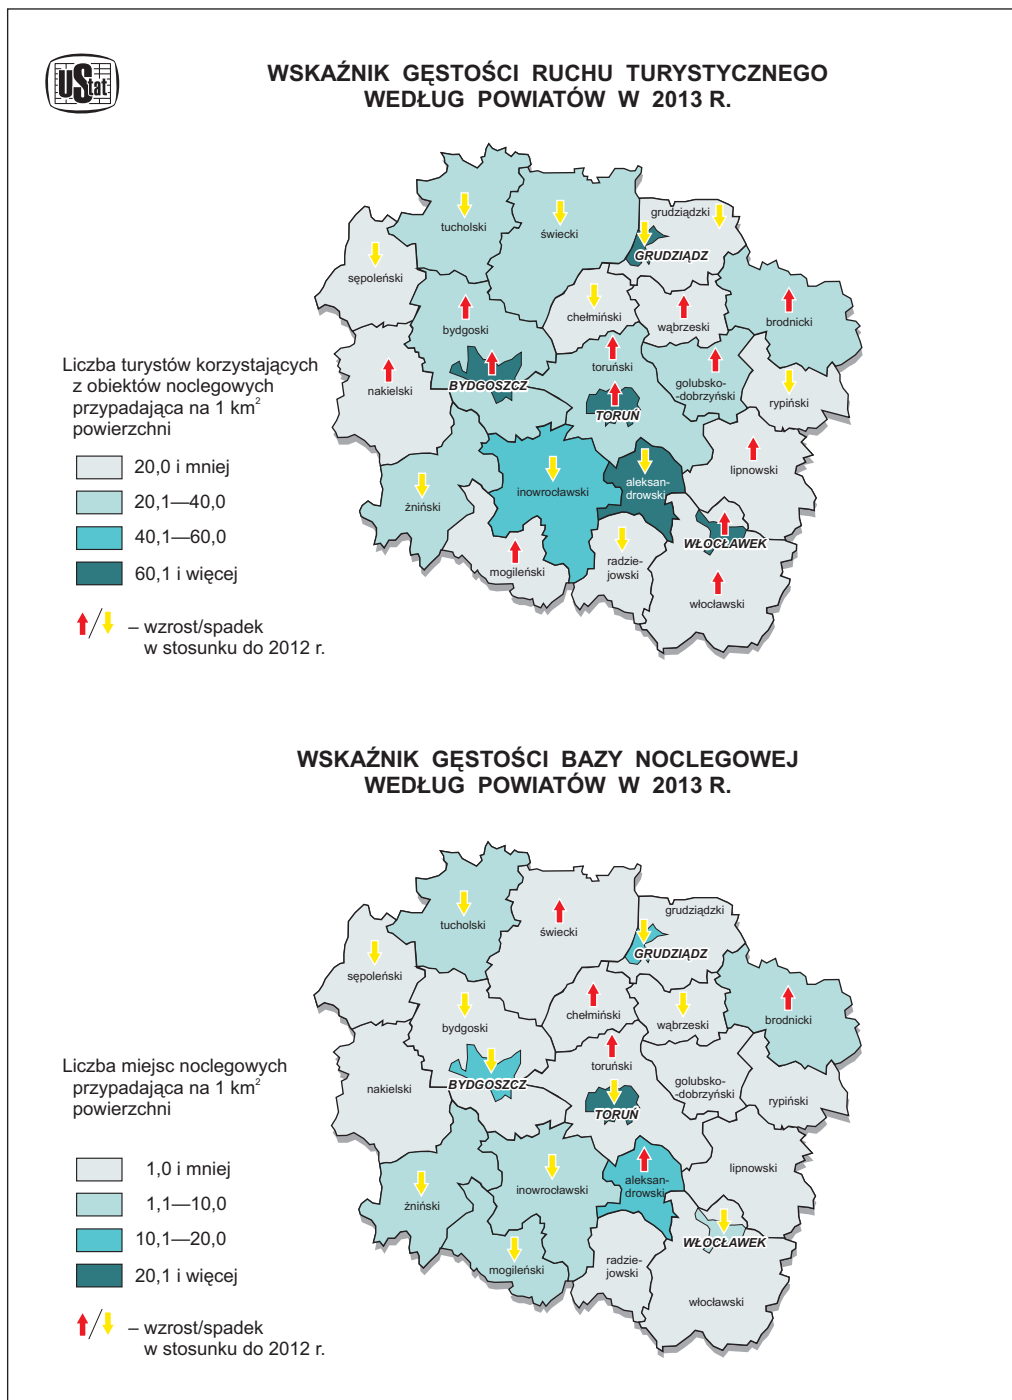 UStat
WSKAŹNIK GĘSTOŚCI RUCHU TURYSTYCZNEGO
WEDŁUG POWIATÓW W 2013 R.
tucholski
świecki
grudziądzki
GRUDZIĄDZ
sępoleński
bydgoski
chełmiński
wąbrzeski
brodnicki
Liczba turystów korzystających
z obiektów noclegowych
przypadająca na 1 km²
powierzchni
nakielski
BYDGOSZCZ
toruński
TORUŃ
golubsko-
-dobrzyński
rypiński
20,0 i mniej
20,1—40,0
40,1—60,0
60,1 i więcej
żniński
inowrocławski
aleksan-
drowski
lipnowski
WŁOCŁAWEK
mogileński
radzie-
jowski
włocławski
/
– wzrost/spadek
w stosunku do 2012 r.
WSKAŹNIK GĘSTOŚCI BAZY NOCLEGOWEJ
WEDŁUG POWIATÓW W 2013 R.
tucholski
świecki
grudziądzki
GRUDZIĄDZ
sępoleński
bydgoski
chełmiński
wąbrzeski
brodnicki
Liczba miejsc noclegowych
przypadająca na 1 km²
powierzchni
nakielski
BYDGOSZCZ
toruński
TORUŃ
golubsko-
-dobrzyński
rypiński
1,0 i mniej
1,1—10,0
10,1—20,0
20,1 i więcej
żniński
inowrocławski
aleksan-
drowski
lipnowski
WŁOCŁAWEK
mogileński
radzie-
jowski
włocławski
/
– wzrost/spadek
w stosunku do 2012 r.